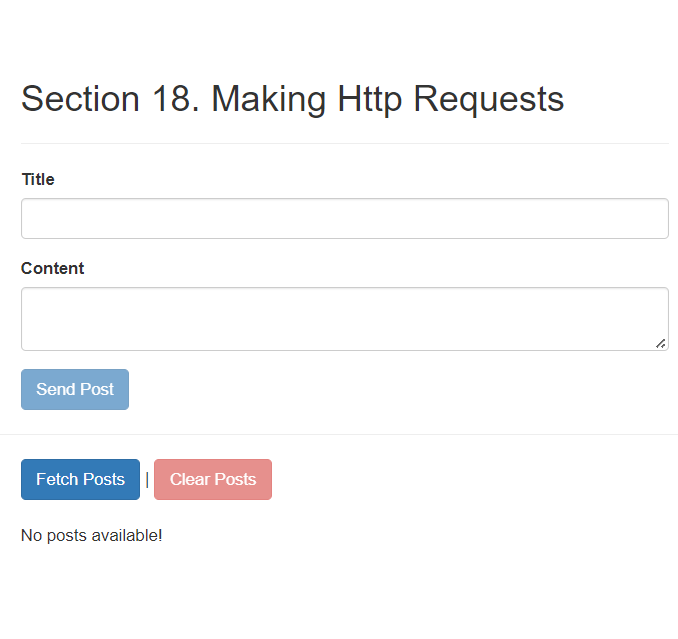 Section 18. Making Http Requests
Title
Content
Send Post
Fetch Posts | Clear Posts
No posts available!